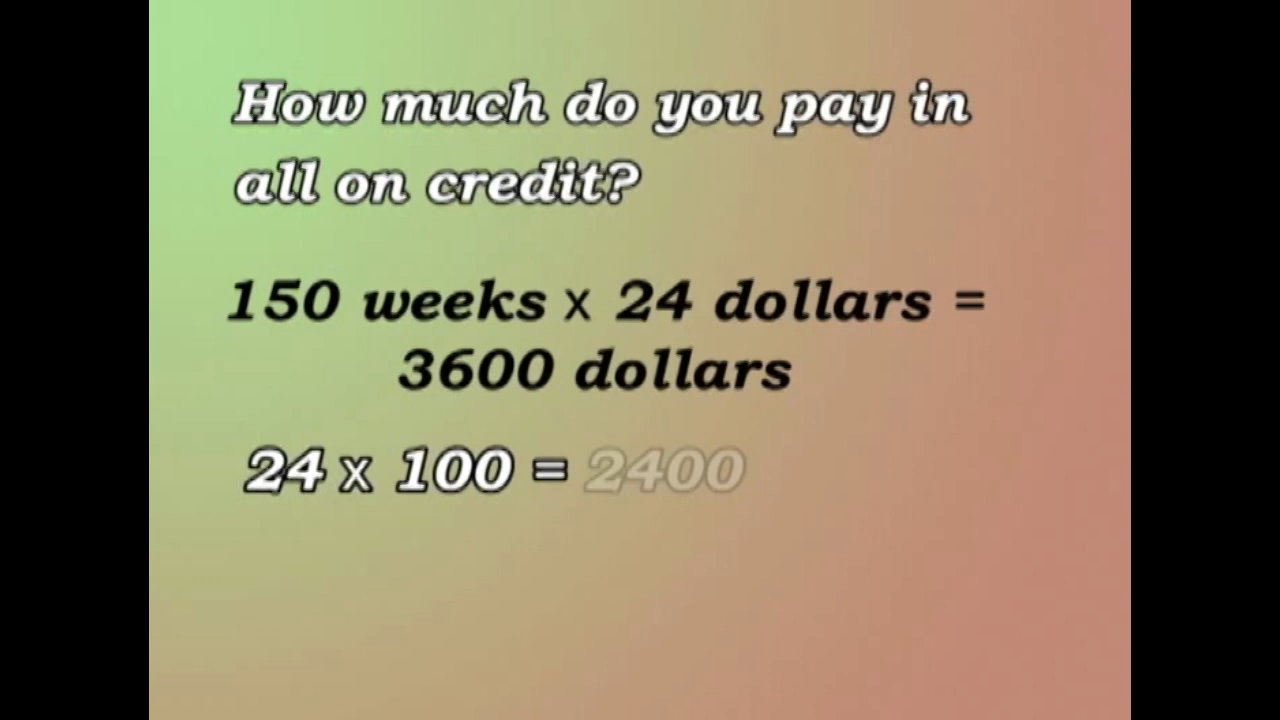 How much do you pay in
all on credit?
150 weeks x 24 dollars =
3600 dollars
24 x 100 = 2400